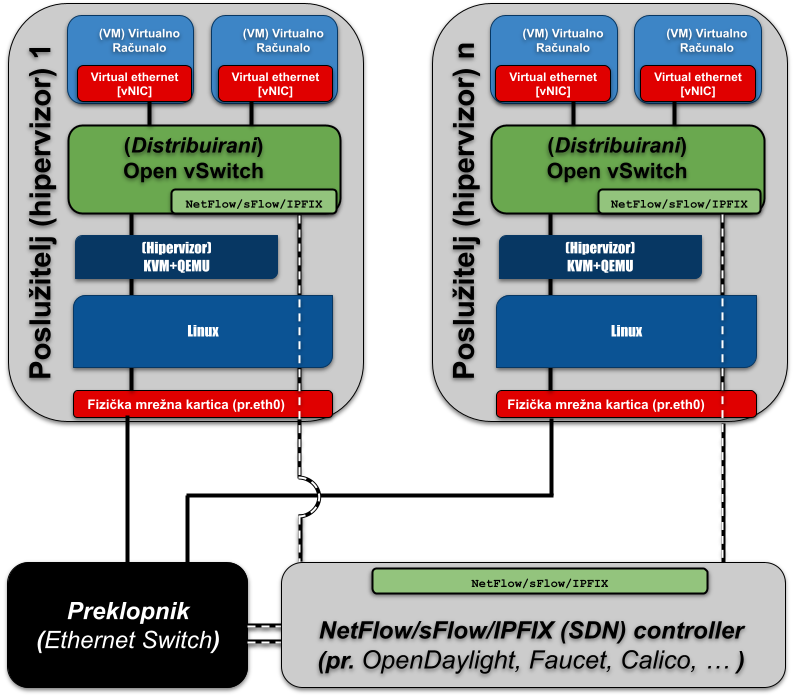 Poslužitelj (hipervizor) 1
(VM) Virtualno
Računalo
Virtual ethernet
[vNIC]
(VM) Virtualno
Računalo
Virtual ethernet
[vNIC]
(Distribuirani)
Open vSwitch
NetFlow/sFlow/IPFIX
(Hipervizor)
KVM+QEMU
Linux
Fizička mrežna kartica (pr.eth0)
Poslužitelj (hipervizor) n
(VM) Virtualno
Računalo
Virtual ethernet
[vNIC]
(VM) Virtualno
Računalo
Virtual ethernet
[vNIC]
(Distribuirani)
Open vSwitch
NetFlow/sFlow/IPFIX
(Hipervizor)
KVM+QEMU
Linux
Fizička mrežna kartica (pr.eth0)
Preklopnik
(Ethernet Switch)
NetFlow/sFlow/IPFIX
NetFlow/sFlow/IPFIX (SDN) controller
(pr. OpenDaylight, Faucet, Calico, … )